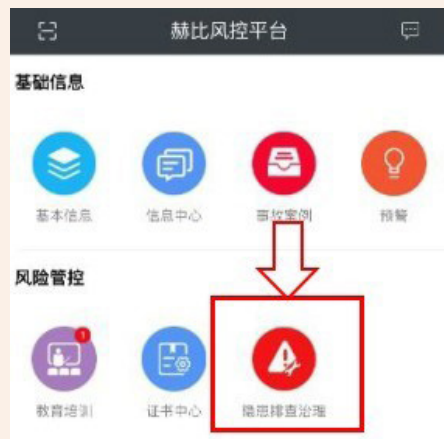 赫比风控平台
基础信息
基本信息 信息中心 事故案例 预警
风险管控
1
教育培训 证书中心 隐患排查治理